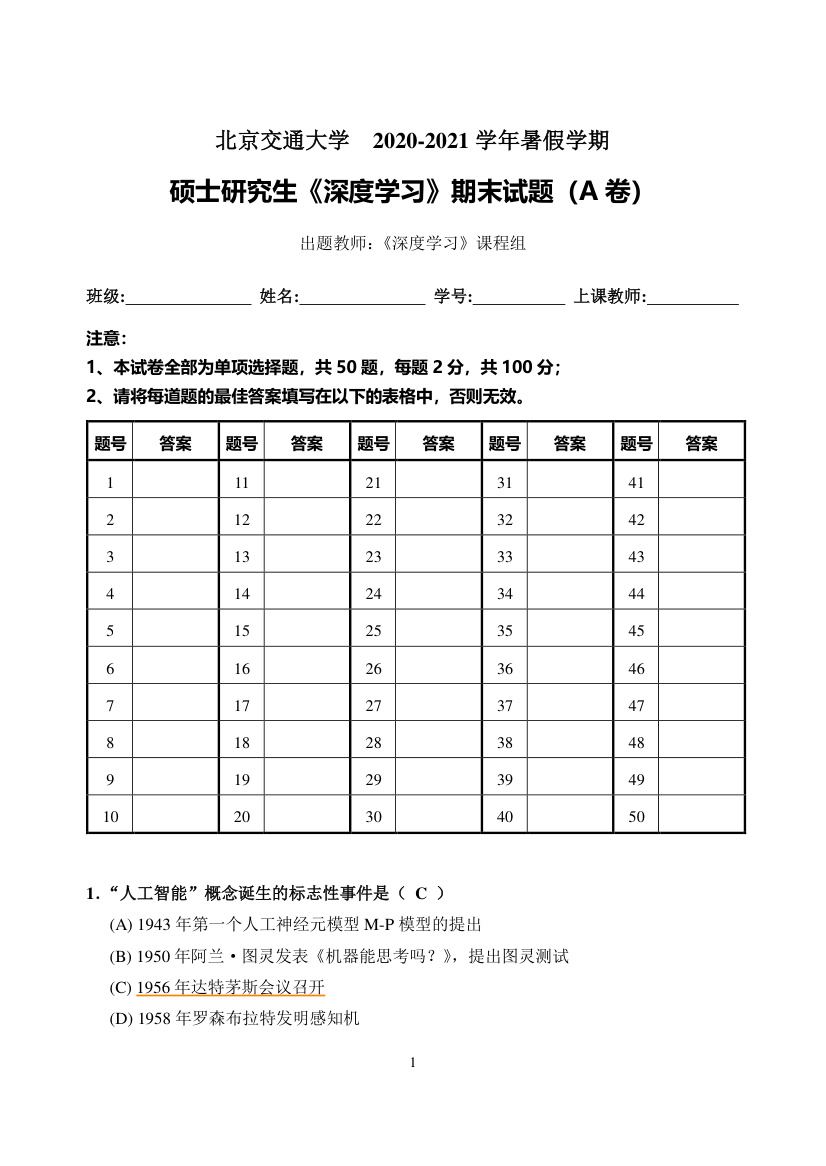 北京交通大学 2020-2021 学年暑假学期
硕士研究生《深度学习》期末试题（A 卷）
出题教师：《深度学习》课程组
班级:_______________ 姓名:_______________ 学号:___________ 上课教师:___________
注意：
1、本试卷全部为单项选择题，共 50 题，每题 2 分，共 100 分；
2、请将每道题的最佳答案填写在以下的表格中，否则无效。
题号 答案 题号 答案 题号 答案 题号 答案 题号 答案
1 11 21 31 41
2 12 22 32 42
3 13 23 33 43
4 14 24 34 44
5 15 25 35 45
6 16 26 36 46
7 17 27 37 47
8 18 28 38 48
9 19 29 39 49
10 20 30 40 50
1.“人工智能”概念诞生的标志性事件是（ C ）
(A) 1943 年第一个人工神经元模型 M-P 模型的提出
(B) 1950 年阿兰·图灵发表《机器能思考吗？》，提出图灵测试
(C) 1956 年达特茅斯会议召开
(D) 1958 年罗森布拉特发明感知机
1